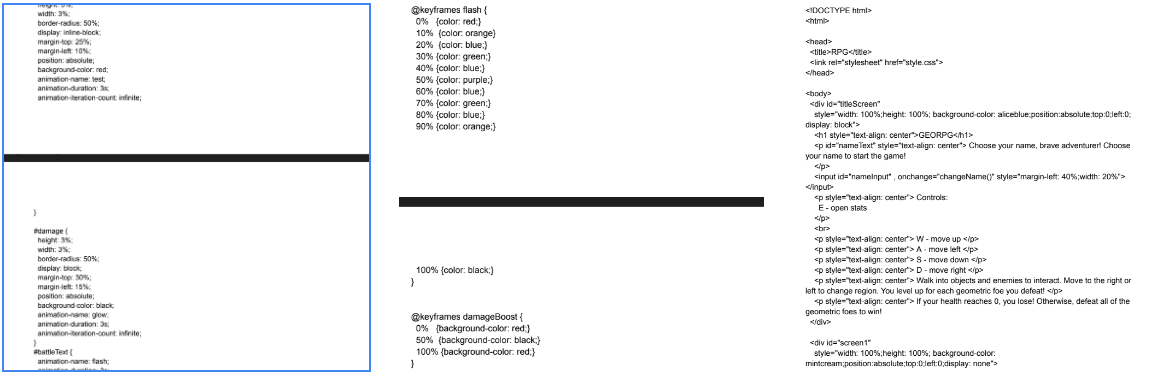 height: 3%;
width: 3%;
border-radius: 50%;
display: inline-block;
margin-top: 25%;
margin-left: 10%;
position: absolute;
background-color: red;
animation-name: test;
animation-duration: 3s;
animation-iteration-count: infinite;
}
#damage {
height: 3%;
width: 3%;
border-radius: 50%;
display: block;
margin-top: 30%;
margin-left: 15%;
position: absolute;
background-color: black;
animation-name: glow;
animation-duration: 3s;
animation-iteration-count: infinite;
}
#battleText {
animation-name: flash;
animation-duration: 3s;
@keyframes flash {
0% {color: red;}
10% {color: orange}
20% {color: blue;}
30% {color: green;}
40% {color: blue;}
50% {color: purple;}
60% {color: blue;}
70% {color: green;}
80% {color: blue;}
90% {color: orange;}
100% {color: black;}
}
@keyframes damageBoost {
0% {background-color: red;}
50% {background-color: black;}
100% {background-color: red;}
}
<!DOCTYPE html>
<html>
<head>
<title>RPG</title>
<link rel="stylesheet" href="style.css">
</head>
<body>
<div id="titleScreen"
style="width: 100%;height: 100%; background-color: aliceblue;position:absolute;top:0;left:0;
display: block">
<h1 style="text-align: center">GEORPG</h1>
<p id="nameText" style="text-align: center"> Choose your name, brave adventurer! Choose
your name to start the game!
</p>
<input id="nameInput" , onchange="changeName()" style="margin-left: 40%;width: 20%">
</input>
<p style="text-align: center"> Controls:
E - open stats
</p>
<br>
<p style="text-align: center"> W - move up </p>
<p style="text-align: center"> A - move left </p>
<p style="text-align: center"> S - move down </p>
<p style="text-align: center"> D - move right </p>
<p style="text-align: center"> Walk into objects and enemies to interact. Move to the right or
left to change region. You level up for each geometric foe you defeat! </p>
<p style="text-align: center"> If your health reaches 0, you lose! Otherwise, defeat all of the
geometric foes to win!
</div>
<div id="screen1"
style="width: 100%;height: 100%; background-color:
mintcream;position:absolute;top:0;left:0;display: none">